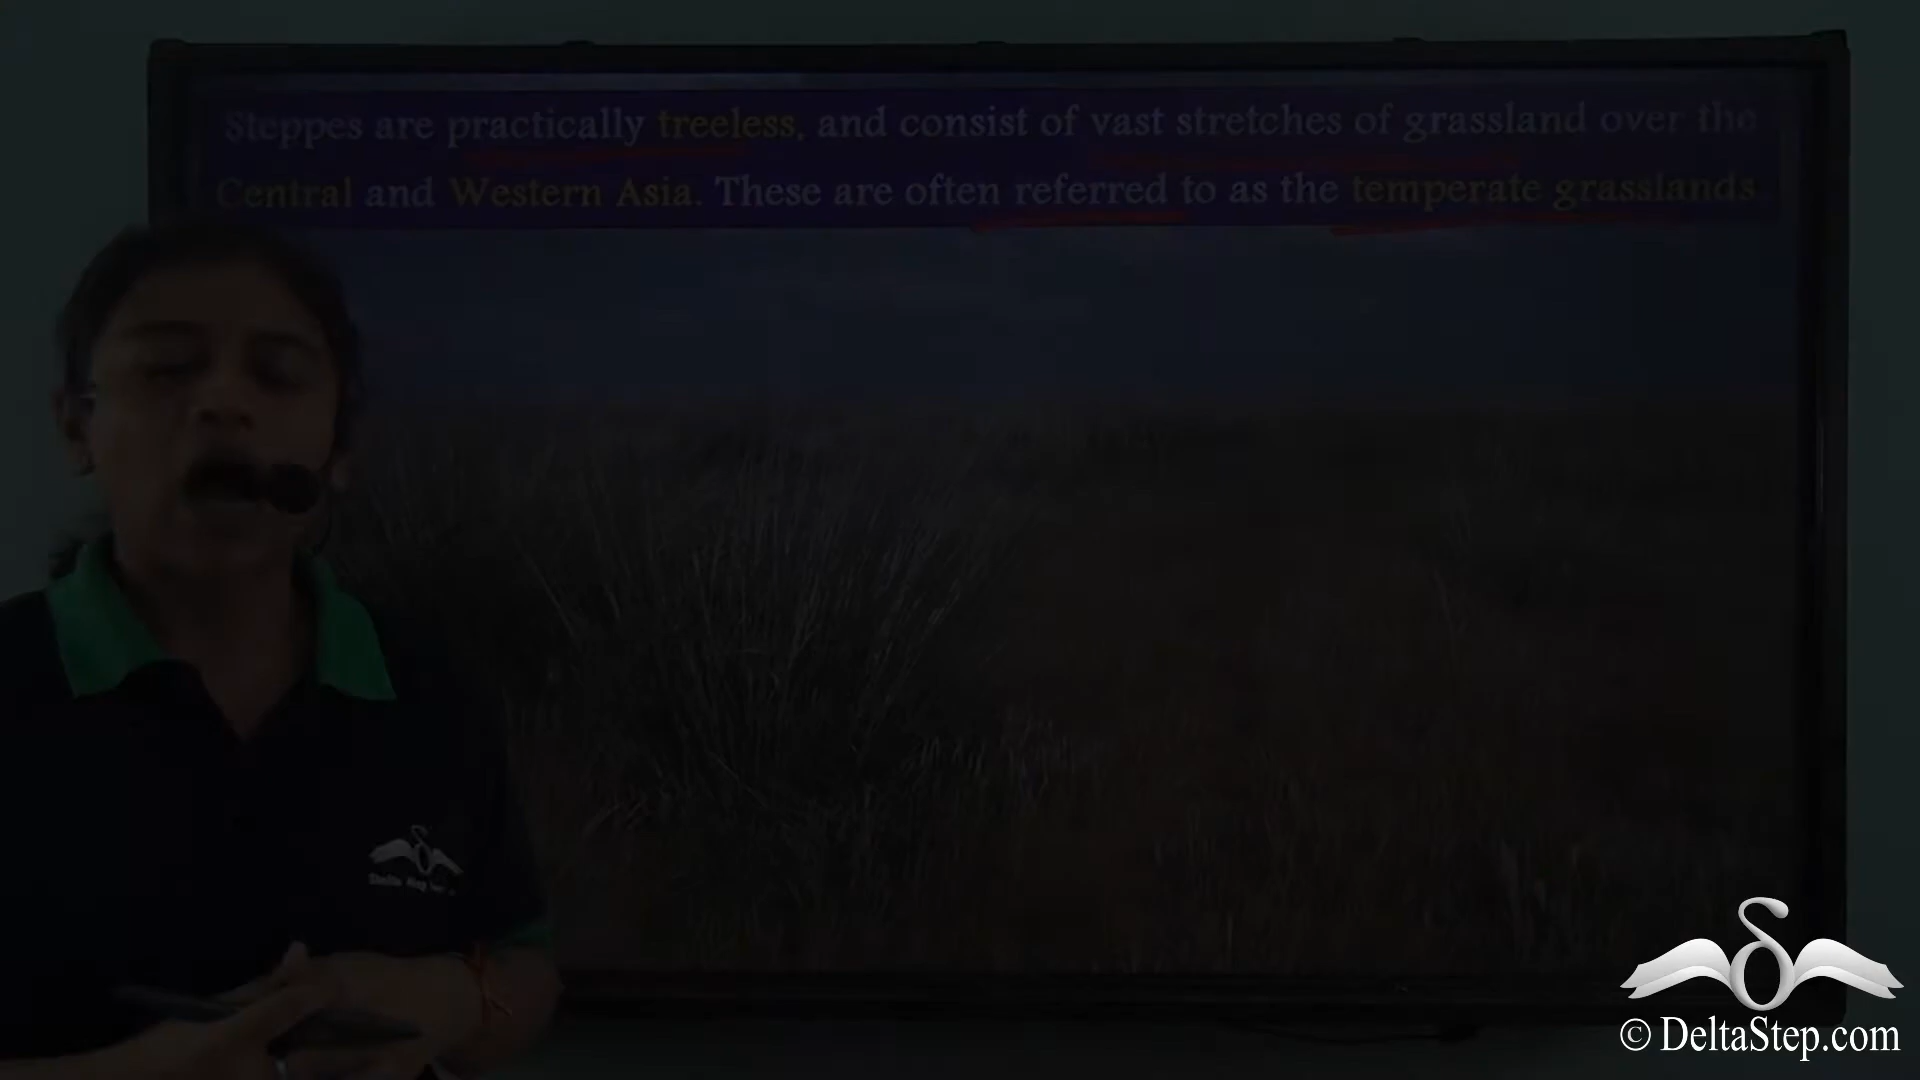 Steppes are practically treeless, and consist of vast stretches of grassland over the
Central and Western Asia. These are often referred to as the temperate grasslands
© DeltaStep.com